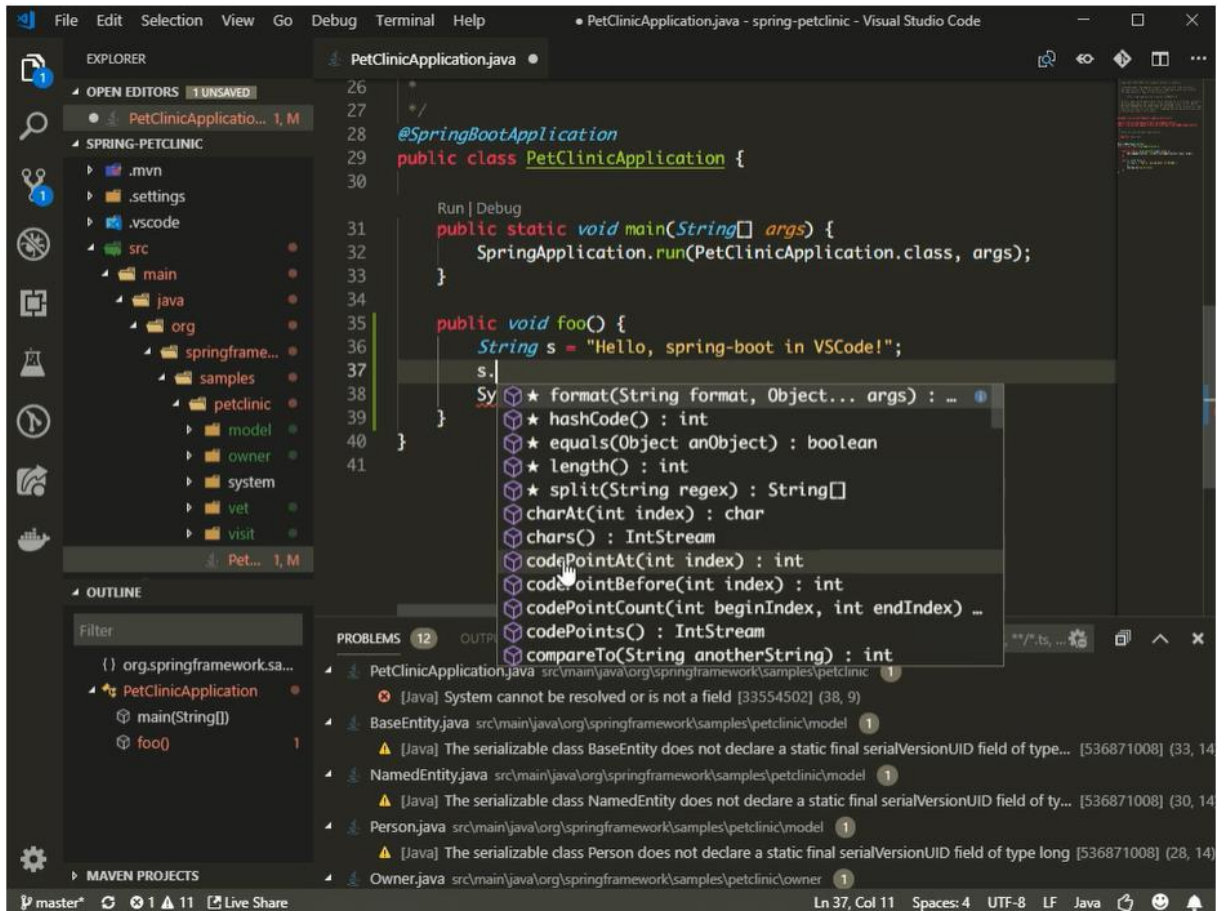 File Edit Selection View Go Debug Terminal Help ● PetClinicApplication.java - spring-petclinic - Visual Studio Code
EXPLORER
OPEN EDITORS 1 UNSAVED
PetClinicApplicatio... 1, M
SPRING-PETCLINIC
.mvn
.settings
.vscode
src
main
java
org
springframe...
samples
petclinic
model
owner
system
vet
visit
Pet... 1, M
OUTLINE
Filter
{} org.springframework.sa...
PetClinicApplication
main(String[])
foo() 1
MAVEN PROJECTS
1
1
PetClinicApplication.java ●
26 *
27 */
28 @SpringBootApplication
29 public class PetClinicApplication {
30
Run | Debug
31 public static void main(String[] args) {
32 SpringApplication.run(PetClinicApplication.class, args);
33 }
34
35 public void foo() {
36 String s = "Hello, spring-boot in VSCode!";
37 s.
38 Sy
39 }
40 }
41
★ format(String format, Object... args) : …
★ hashCode() : int
★ equals(Object anObject) : boolean
★ length() : int
★ split(String regex) : String[]
charAt(int index) : char
chars() : IntStream
codePointAt(int index) : int
codePointBefore(int index) : int
codePointCount(int beginIndex, int endIndex) …
codePoints() : IntStream
compareTo(String anotherString) : int
PROBLEMS 12 OUTPU , **/*.ts, ...
PetClinicApplication.java src\main\java\org\springframework\samples\petclinic 1
[Java] System cannot be resolved or is not a field [33554502] (38, 9)
BaseEntity.java src\main\java\org\springframework\samples\petclinic\model 1
[Java] The serializable class BaseEntity does not declare a static final serialVersionUID field of type... [536871008] (33, 14
NamedEntity.java src\main\java\org\springframework\samples\petclinic\model 1
[Java] The serializable class NamedEntity does not declare a static final serialVersionUID field of ty... [536871008] (30, 14
Person.java src\main\java\org\springframework\samples\petclinic\model 1
[Java] The serializable class Person does not declare a static final serialVersionUID field of type long [536871008] (28, 14)
Owner.java src\main\java\org\springframework\samples\petclinic\owner 1
master* 1 11 Live Share Ln 37, Col 11 Spaces: 4 UTF-8 LF Java